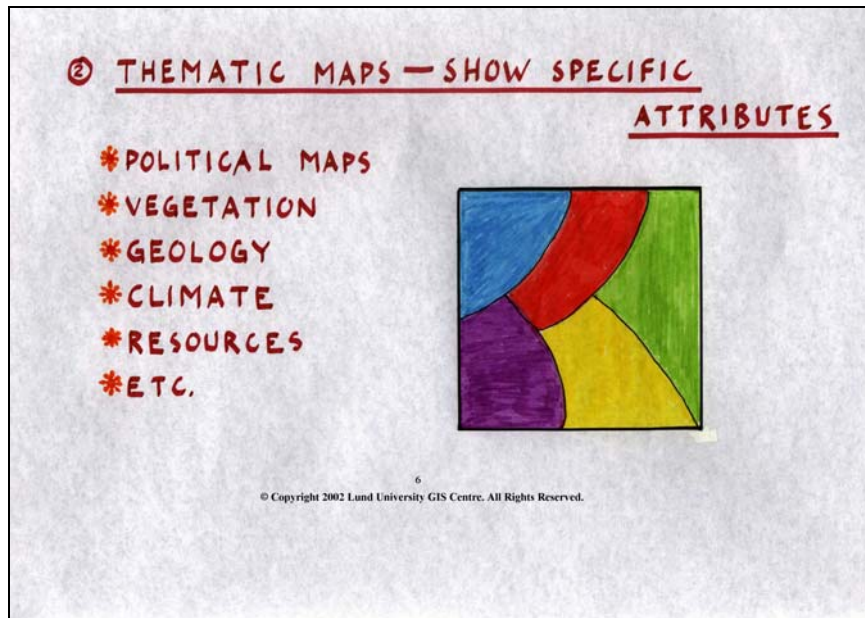 ② THEMATIC MAPS — SHOW SPECIFIC
ATTRIBUTES
* POLITICAL MAPS
* VEGETATION
* GEOLOGY
* CLIMATE
* RESOURCES
* ETC.
6
© Copyright 2002 Lund University GIS Centre. All Rights Reserved.